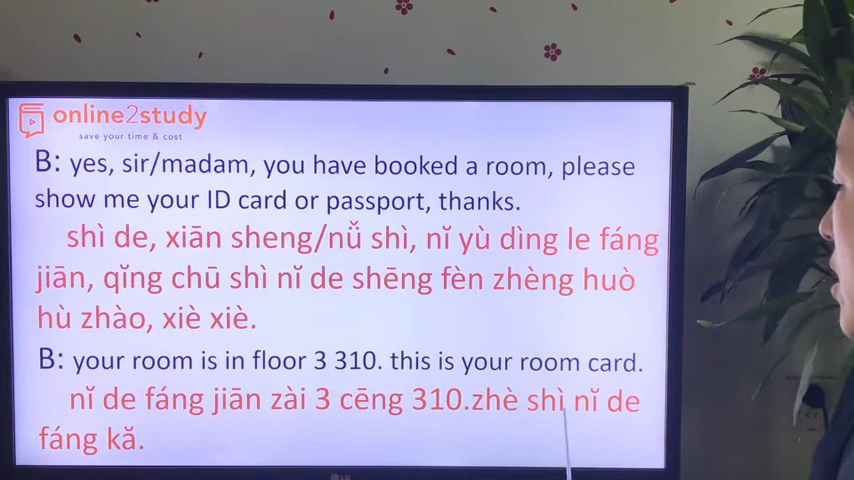 online2study
save your time & cost
B: yes, sir/madam, you have booked a room, please
show me your ID card or passport, thanks.
shì de, xiān sheng/nǚ shì, nǐ yù dìng le fáng
jiān, qǐng chū shì nǐ de shēng fèn zhèng huò
hù zhào, xiè xiè.
B: your room is in floor 3 310. this is your room card.
nǐ de fáng jiān zài 3 cēng 310.zhè shì nǐ de
fáng kǎ.
LG